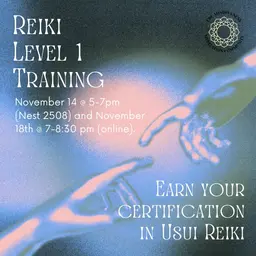 Reiki
Level 1
Training
November 14 @ 5-7pm
(Nest 2508) and November
18th @ 7-8:30 pm (online).
Earn your
certification
in Usui Reiki